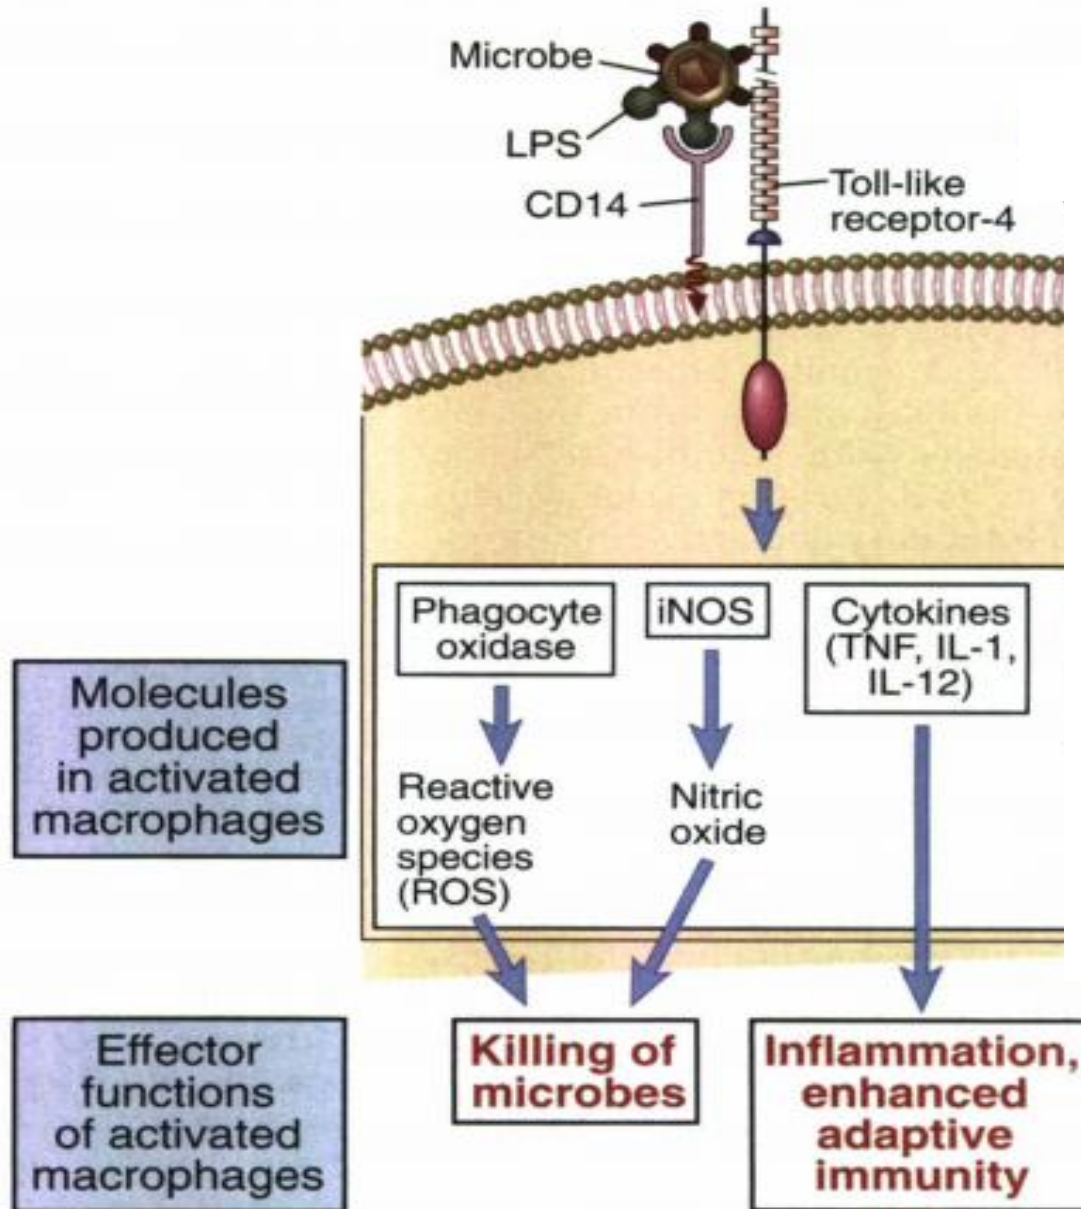 Microbe
LPS
CD14
Toll-like
receptor-4
Phagocyte
oxidase
iNOS
Cytokines
(TNF, IL-1,
IL-12)
Molecules
produced
in activated
macrophages
Reactive
oxygen
species
(ROS)
Nitric
oxide
Effector
functions
of activated
macrophages
Killing of
microbes
Inflammation,
enhanced
adaptive
immunity